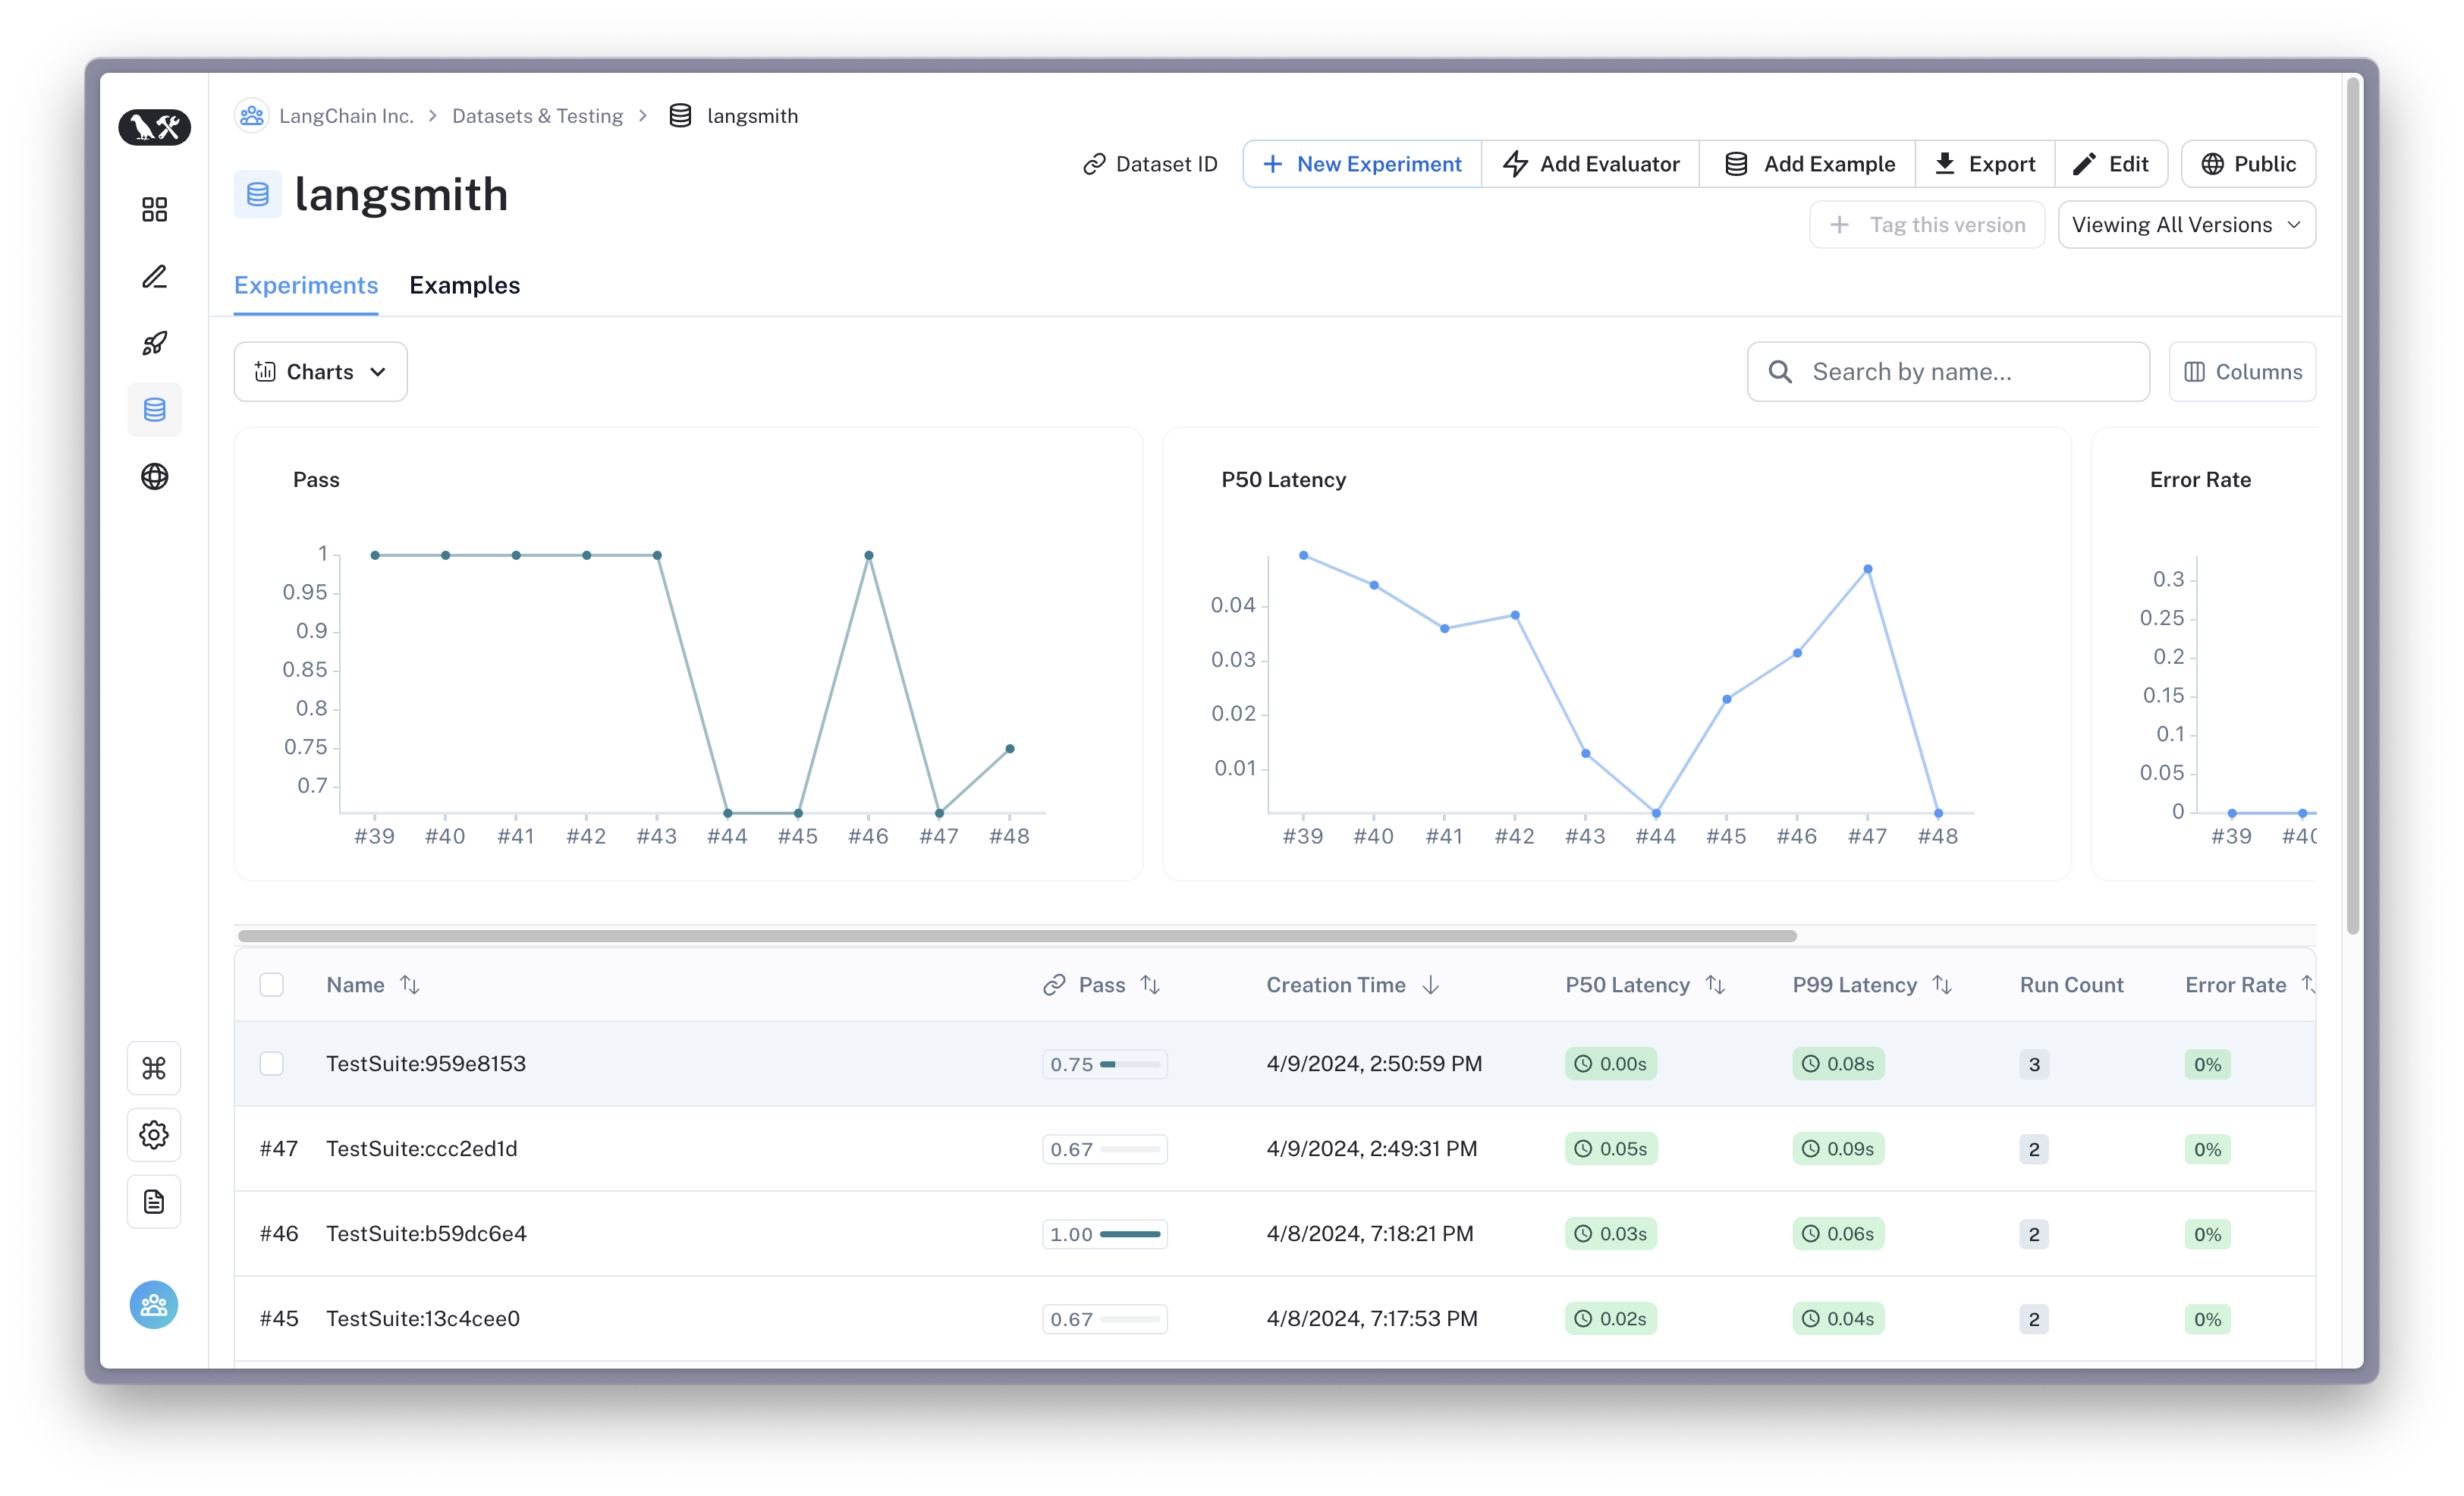 LangChain Inc. > Datasets & Testing > langsmith
langsmith
Dataset ID
+ New Experiment
Add Evaluator
Add Example
Export
Edit
Public
+ Tag this version
Viewing All Versions
Experiments
Examples
Charts
Search by name...
Columns
Pass
1
0.95
0.9
0.85
0.8
0.75
0.7
#39 #40 #41 #42 #43 #44 #45 #46 #47 #48
P50 Latency
0.04
0.03
0.02
0.01
#39 #40 #41 #42 #43 #44 #45 #46 #47 #48
Error Rate
0.3
0.25
0.2
0.15
0.1
0.05
0
#39 #40
Name Pass Creation Time P50 Latency P99 Latency Run Count Error Rate
TestSuite:959e8153 0.75 4/9/2024, 2:50:59 PM 0.00s 0.08s 3 0%
#47 TestSuite:ccc2ed1d 0.67 4/9/2024, 2:49:31 PM 0.05s 0.09s 2 0%
#46 TestSuite:b59dc6e4 1.00 4/8/2024, 7:18:21 PM 0.03s 0.06s 2 0%
#45 TestSuite:13c4cee0 0.67 4/8/2024, 7:17:53 PM 0.02s 0.04s 2 0%